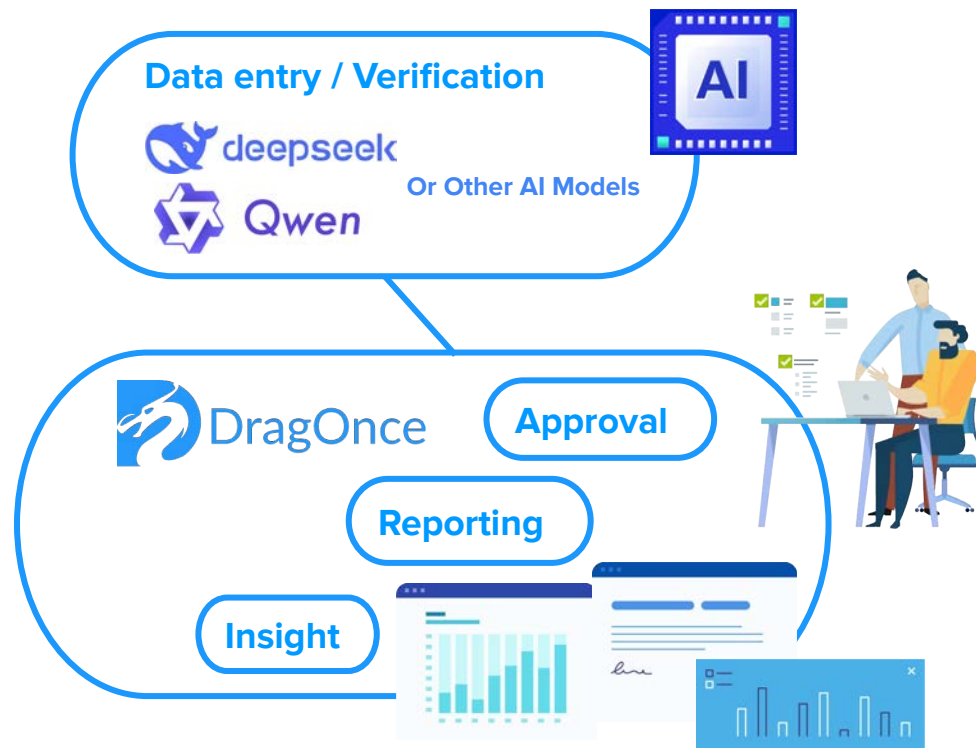 Data entry / Verification
AI
deepseek
Or Other AI Models
Qwen
DragOnce
Approval
Reporting
Insight